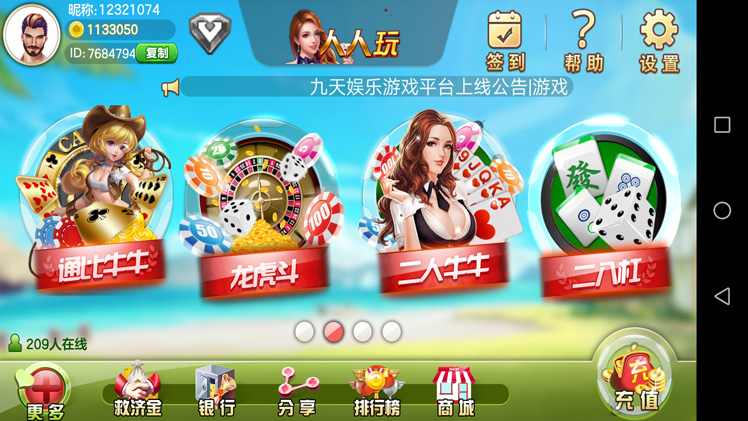 昵称:12321074
1133050
ID:7684794
复制
人人玩
签到
帮助
设置
九天娱乐游戏平台上线公告|游戏
通比牛牛
龙虎斗
二人牛牛
二八杠
209人在线
更多
救济金
银行
分享
排行榜
商城
充值